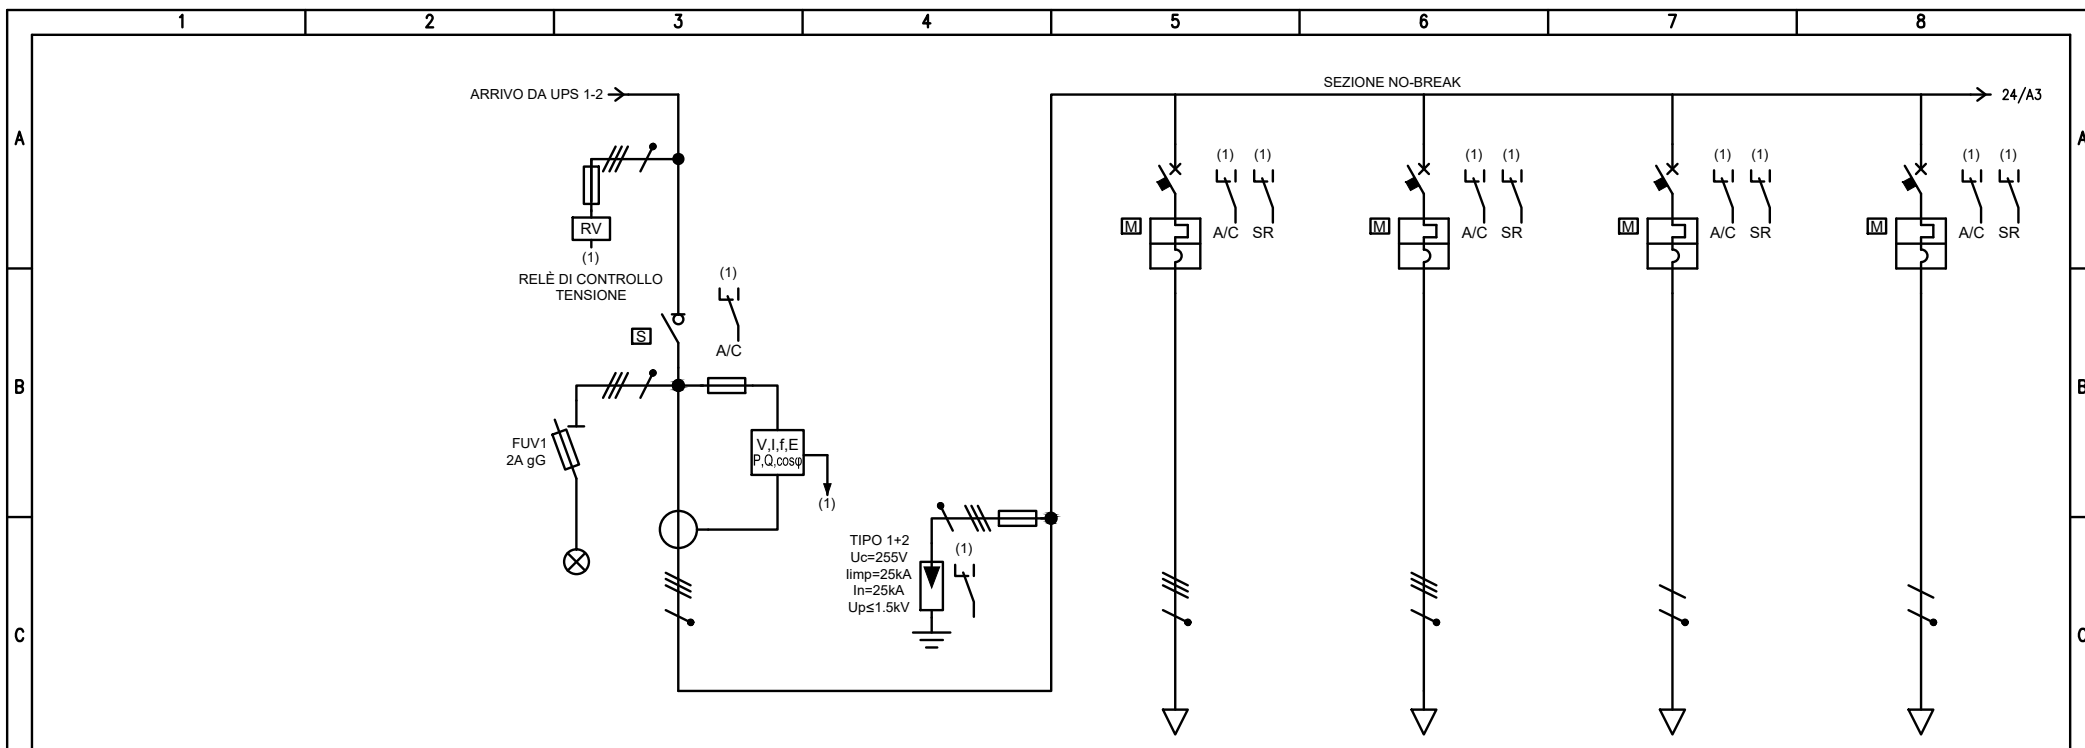 1 2 3 4 5 6 7 8
ARRIVO DA UPS 1-2
SEZIONE NO-BREAK
24/A3
A
A
(1) (1) (1) (1) (1) (1) (1) (1)
RV
M A/C SR M A/C SR M A/C SR M A/C SR
(1)
RELÈ DI CONTROLLO
TENSIONE
(1)
S
A/C
B
B
FUV1
2A gG
V,I,f,E
P,Q,cosφ
(1)
TIPO 1+2
Uc=255V
Iimp=25kA
In=25kA
Up≤1.5kV
(1)
C
C